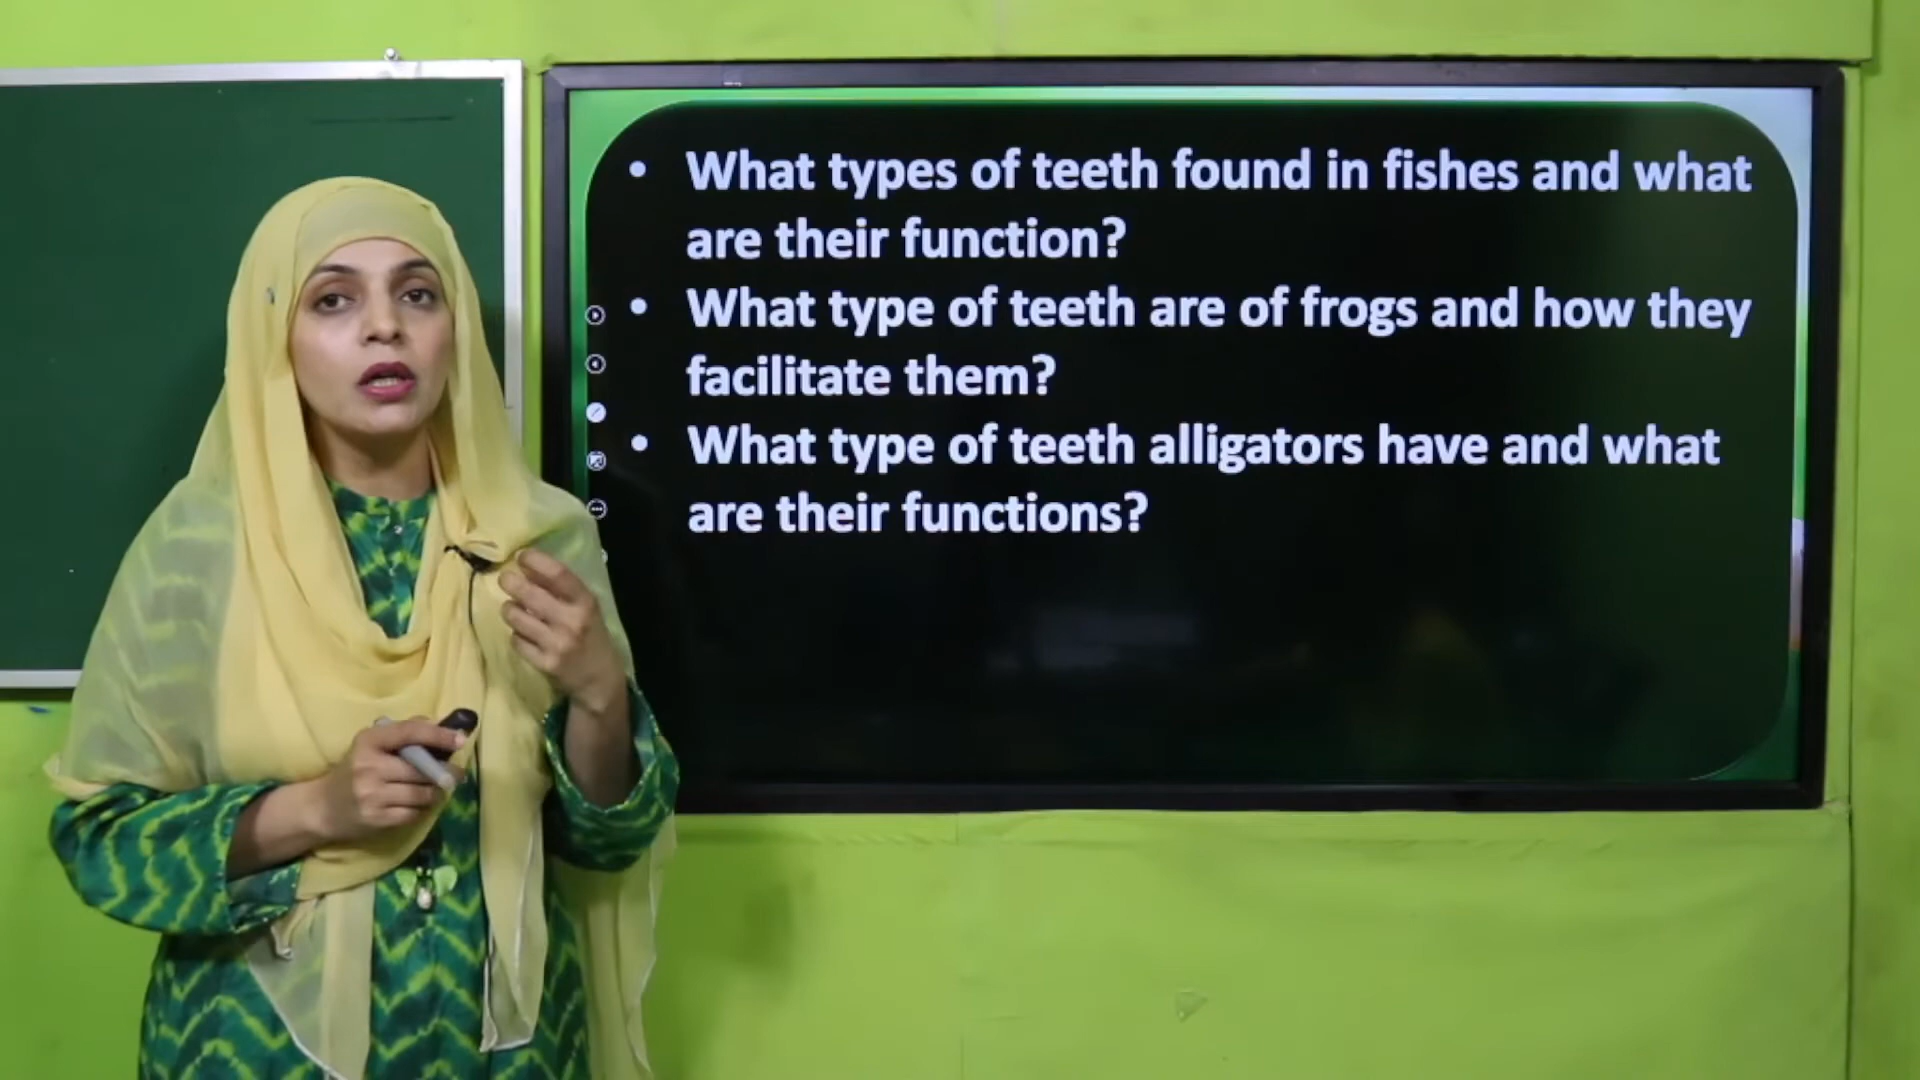 • What types of teeth found in fishes and what
are their function?
• What type of teeth are of frogs and how they
facilitate them?
• What type of teeth alligators have and what
are their functions?